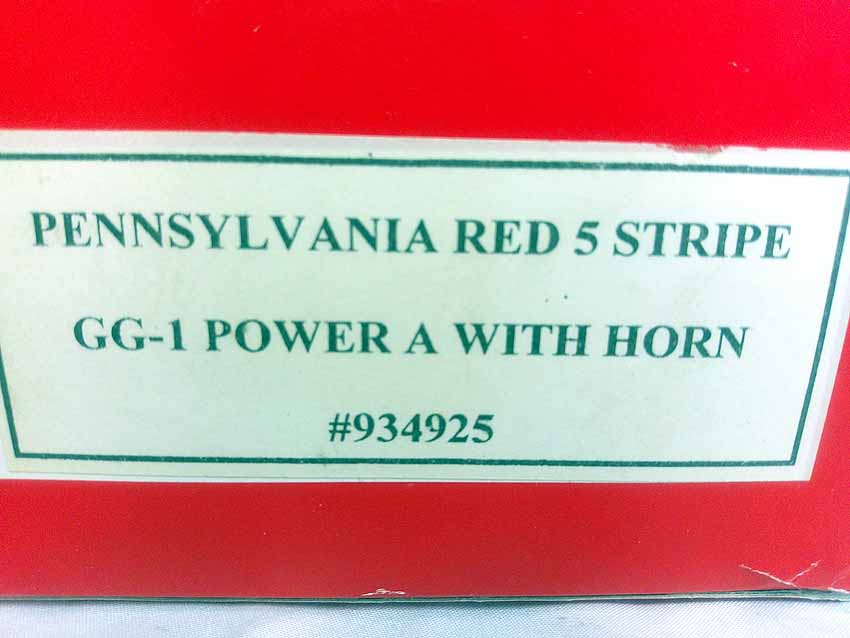 PENNSYLVANIA RED 5 STRIPE
GG-1 POWER A WITH HORN
#934925